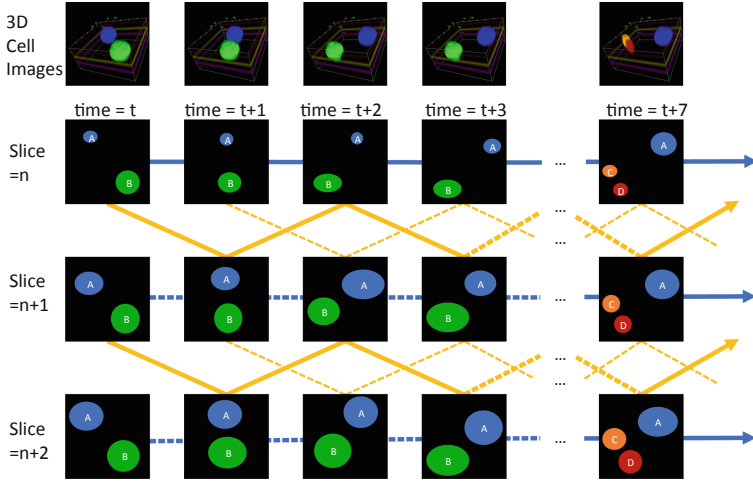 3D
Cell
Images
time = t
time = t+1
time = t+2
time = t+3
time = t+7
Slice
=n
A
B
A
B
A
B
A
B
...
A
C
D
...
...
Slice
=n+1
A
B
A
B
A
B
A
B
...
A
C
D
...
...
Slice
=n+2
A
B
A
B
A
B
A
B
...
A
C
D